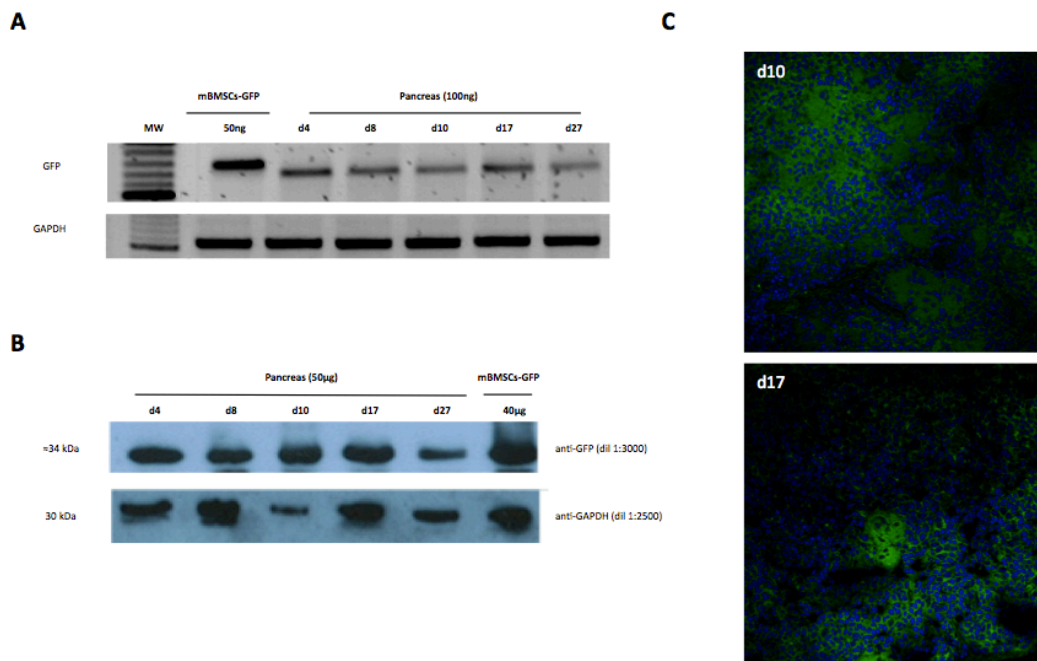 A
mBMSCs-GFP Pancreas (100ng)
MW 50ng d4 d8 d10 d17 d27
GFP
GAPDH
B
Pancreas (50μg) mBMSCs-GFP
d4 d8 d10 d17 d27 40μg
≈34 kDa anti-GFP (dil 1:3000)
30 kDa anti-GAPDH (dil 1:2500)
C
d10
d17